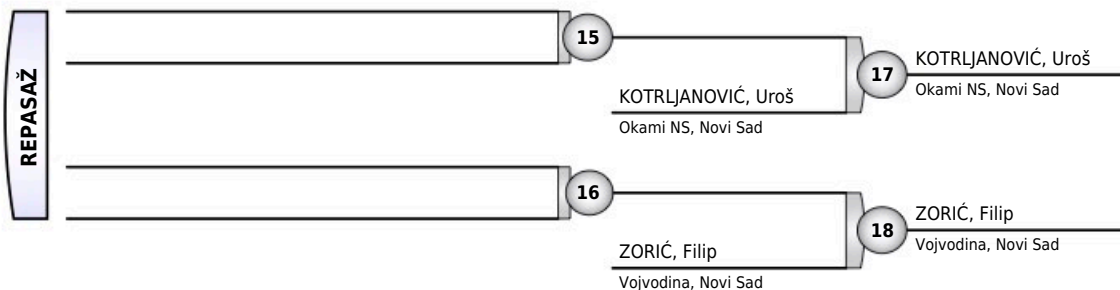 REPASAŽ
15
KOTRLJANOVIĆ, Uroš
Okami NS, Novi Sad
17
KOTRLJANOVIĆ, Uroš
Okami NS, Novi Sad
16
ZORIĆ, Filip
Vojvodina, Novi Sad
18
ZORIĆ, Filip
Vojvodina, Novi Sad